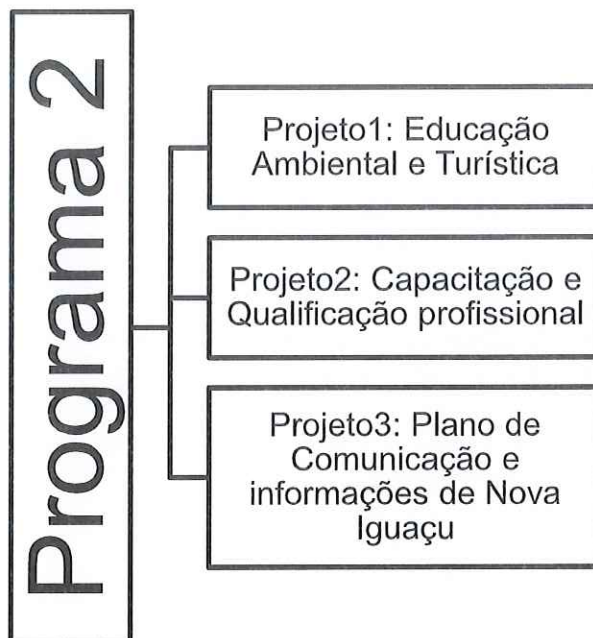 Programa 2
Projeto1: Educação
Ambiental e Turística
Projeto2: Capacitação e
Qualificação profissional
Projeto3: Plano de
Comunicação e
informações de Nova
Iguaçu